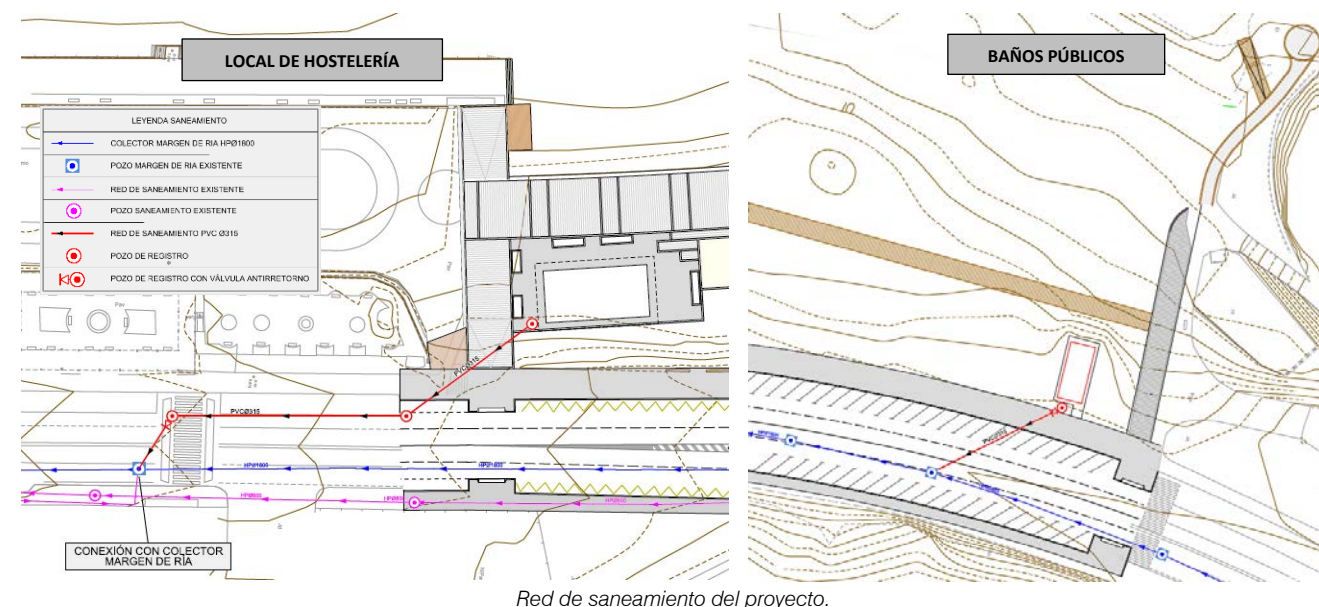 LOCAL DE HOSTELERÍA
LEYENDA SANEAMIENTO
COLECTOR MARGEN DE RIA HPØ1800
POZO MARGEN DE RIA EXISTENTE
RED DE SANEAMIENTO EXISTENTE
POZO SANEAMIENTO EXISTENTE
RED DE SANEAMIENTO PVC Ø315
POZO DE REGISTRO
POZO DE REGISTRO CON VÁLVULA ANTIRRETORNO
PVCØ315
PVCØ315
HPØ1800
HPØ1800
CONEXIÓN CON COLECTOR
MARGEN DE RÍA
BAÑOS PÚBLICOS
Red de saneamiento del proyecto.